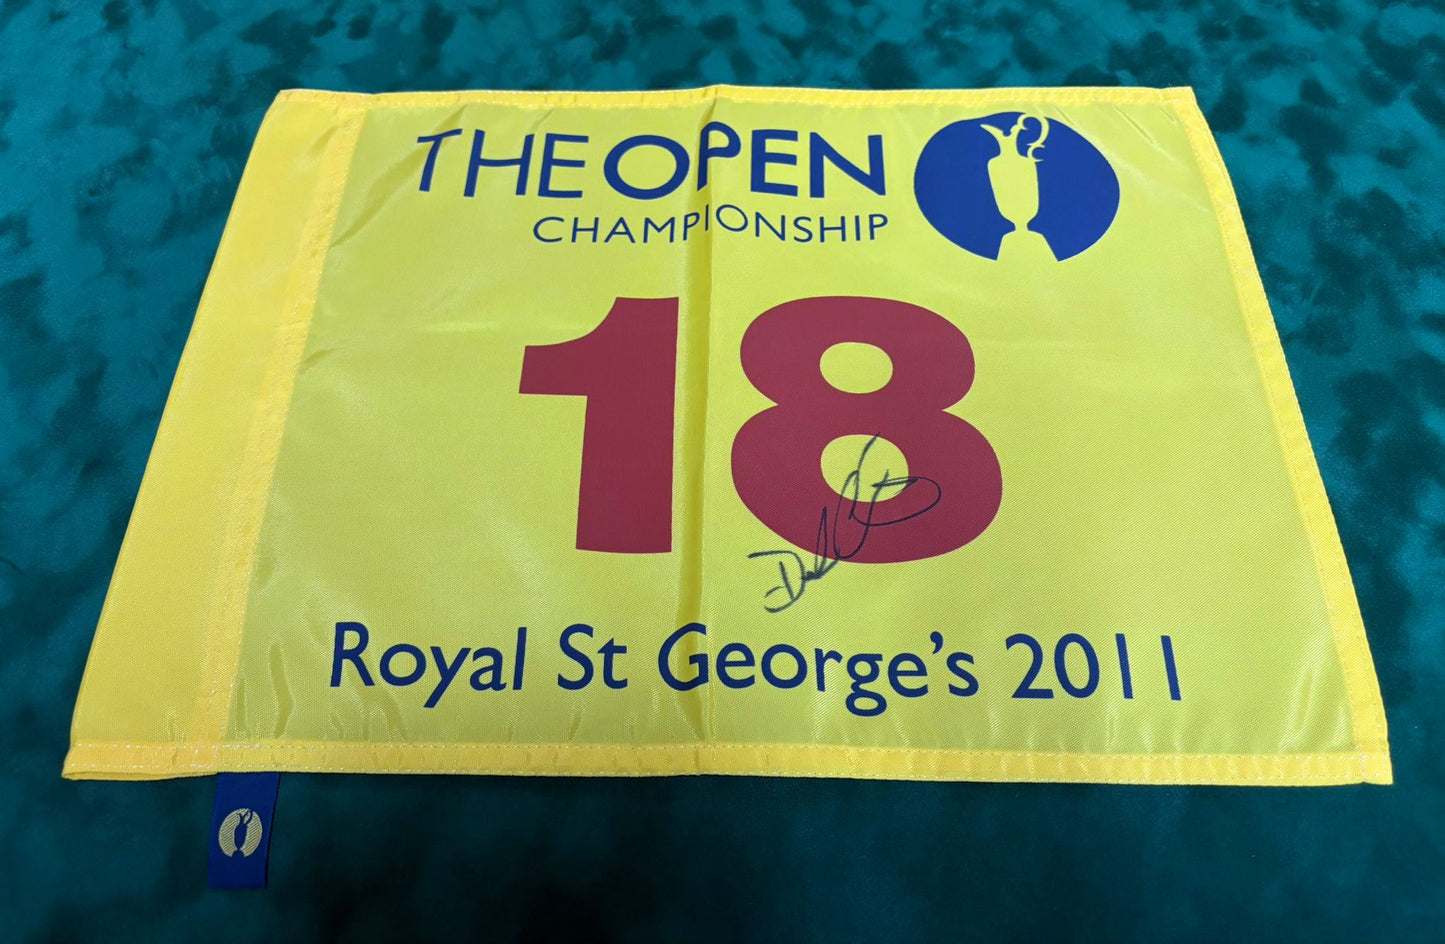 THE OPEN
CHAMPIONSHIP
18
Royal St George's 2011